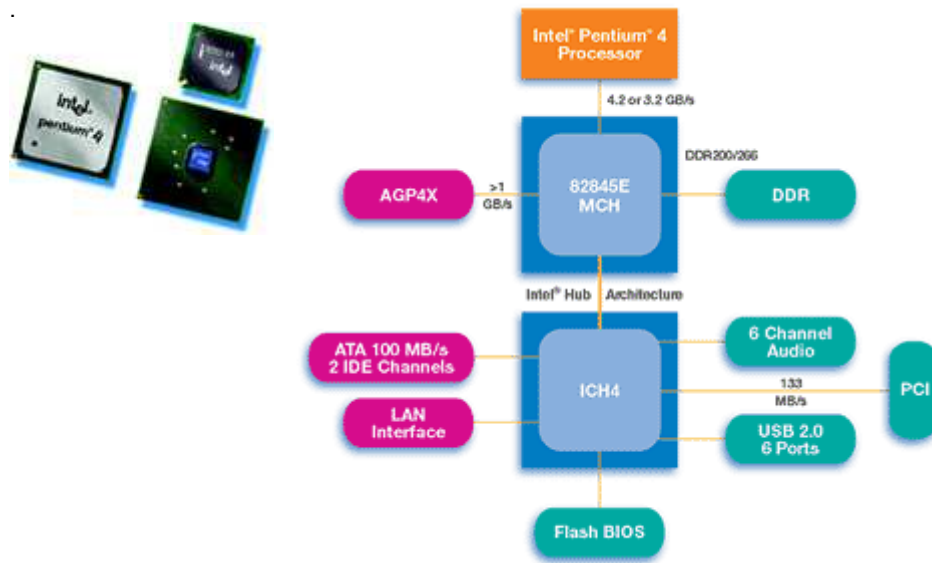 .
intel
pentium® 4
intel
Intel® Pentium® 4
Processor
4.2 or 3.2 GB/s
82845E
MCH
AGP4X
>1
GB/s
DDR200/266
DDR
Intel® Hub Architecture
ICH4
ATA 100 MB/s
2 IDE Channels
LAN
Interface
6 Channel
Audio
133
MB/s
PCI
USB 2.0
6 Ports
Flash BIOS